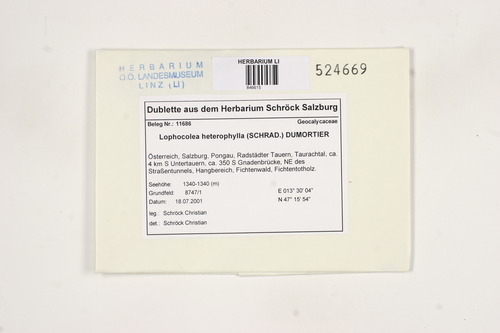 HERBARIUM
O.Ö. LANDESMUSEUM
LINZ (LI)
HERBARIUM LI
524669
Dublette aus dem Herbarium Schröck Salzburg
Beleg Nr.: 11686 Geocalycaceae
Lophocolea heterophylla (SCHRAD.) DUMORTIER
Österreich, Salzburg, Pongau, Radstädter Tauern, Taurachtal, ca.
4 km S Untertauern, ca. 350 S Gnadenbrücke, NE des
Straßentunnels, Hangbereich, Fichtenwald, Fichtentotholz.
Seehöhe: 1340-1340 (m) E 013° 30' 04"
Grundfeld: 8747/1 N 47° 15' 54"
Datum: 18.07.2001
leg.: Schröck Christian
det.: Schröck Christian